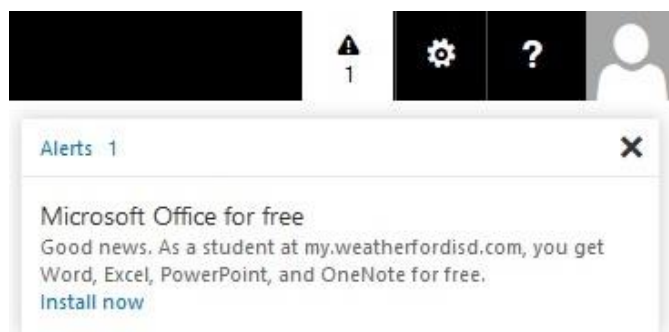 1
?
Alerts 1
Microsoft Office for free
Good news. As a student at my.weatherfordisd.com, you get
Word, Excel, PowerPoint, and OneNote for free.
Install now